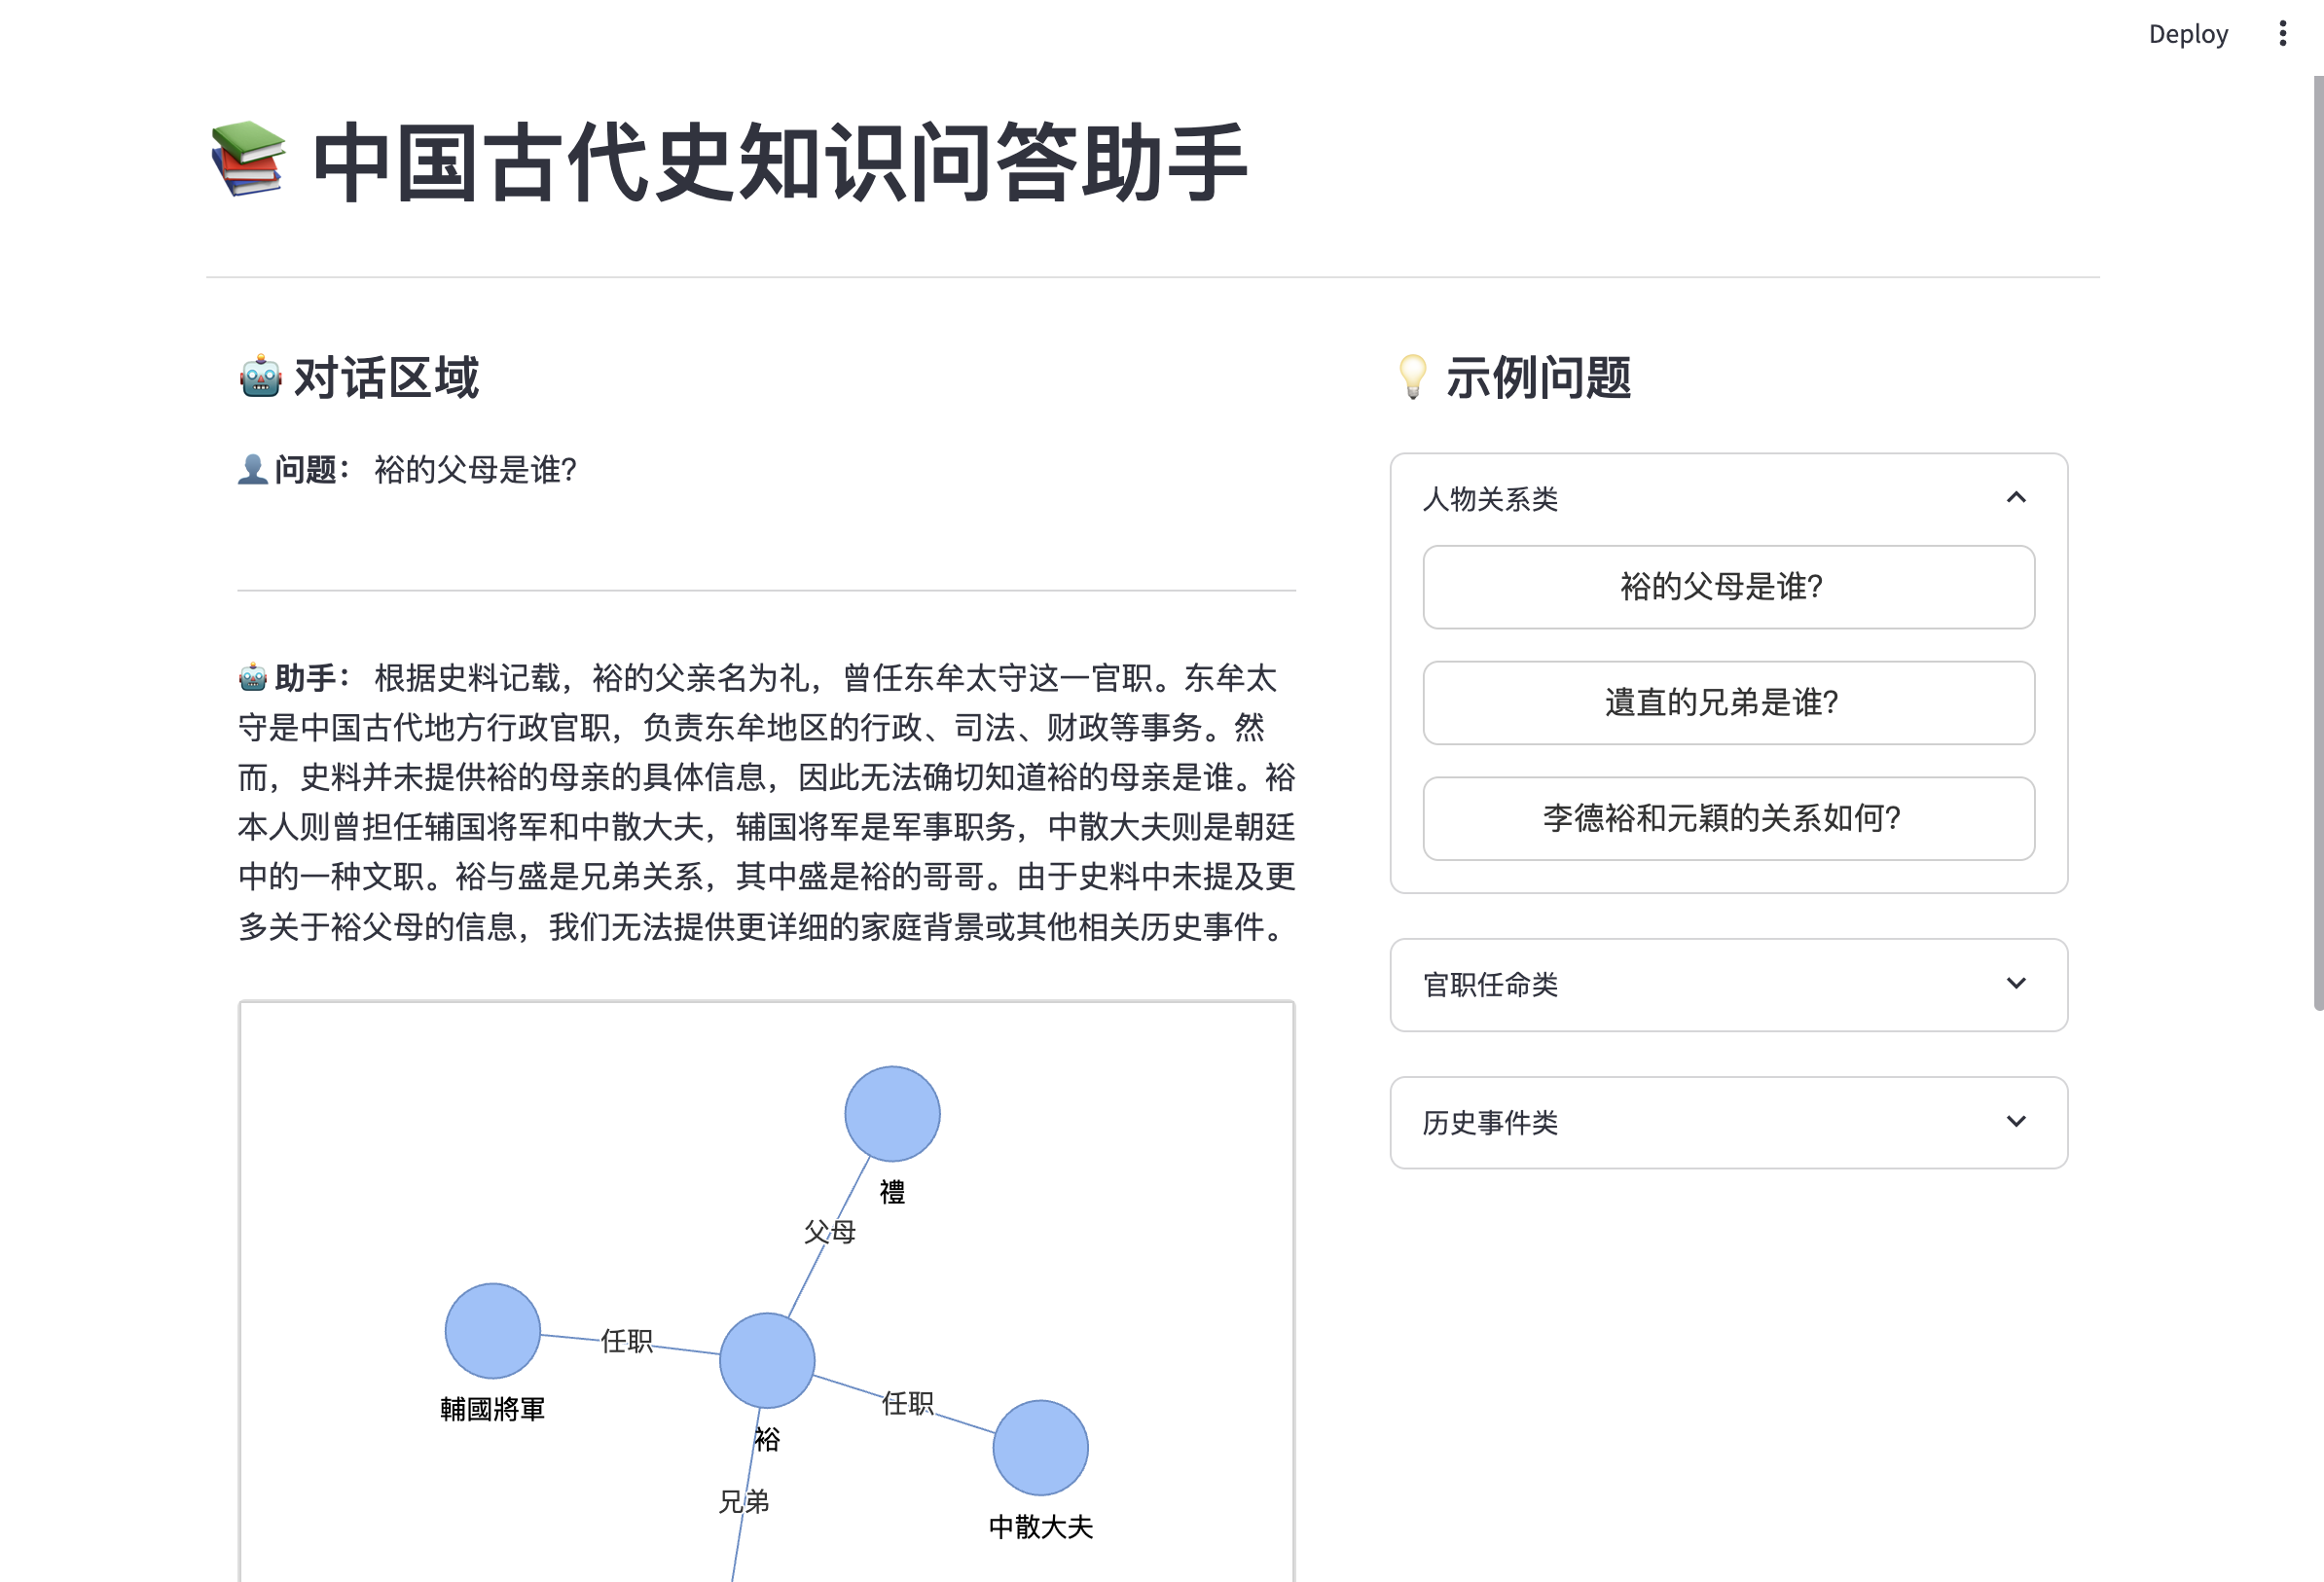 Deploy
中国古代史知识问答助手
对话区域
问题： 裕的父母是谁？
助手： 根据史料记载，裕的父亲名为礼，曾任东牟太守这一官职。东牟太
守是中国古代地方行政官职，负责东牟地区的行政、司法、财政等事务。然
而，史料并未提供裕的母亲的具体信息，因此无法确切知道裕的母亲是谁。裕
本人则曾担任辅国将军和中散大夫，辅国将军是军事职务，中散大夫则是朝廷
中的一种文职。裕与盛是兄弟关系，其中盛是裕的哥哥。由于史料中未提及更
多关于裕父母的信息，我们无法提供更详细的家庭背景或其他相关历史事件。
禮
父母
任职
輔國將軍
裕
任职
中散大夫
兄弟
示例问题
人物关系类
裕的父母是谁？
遺直的兄弟是谁？
李德裕和元穎的关系如何？
官职任命类
历史事件类